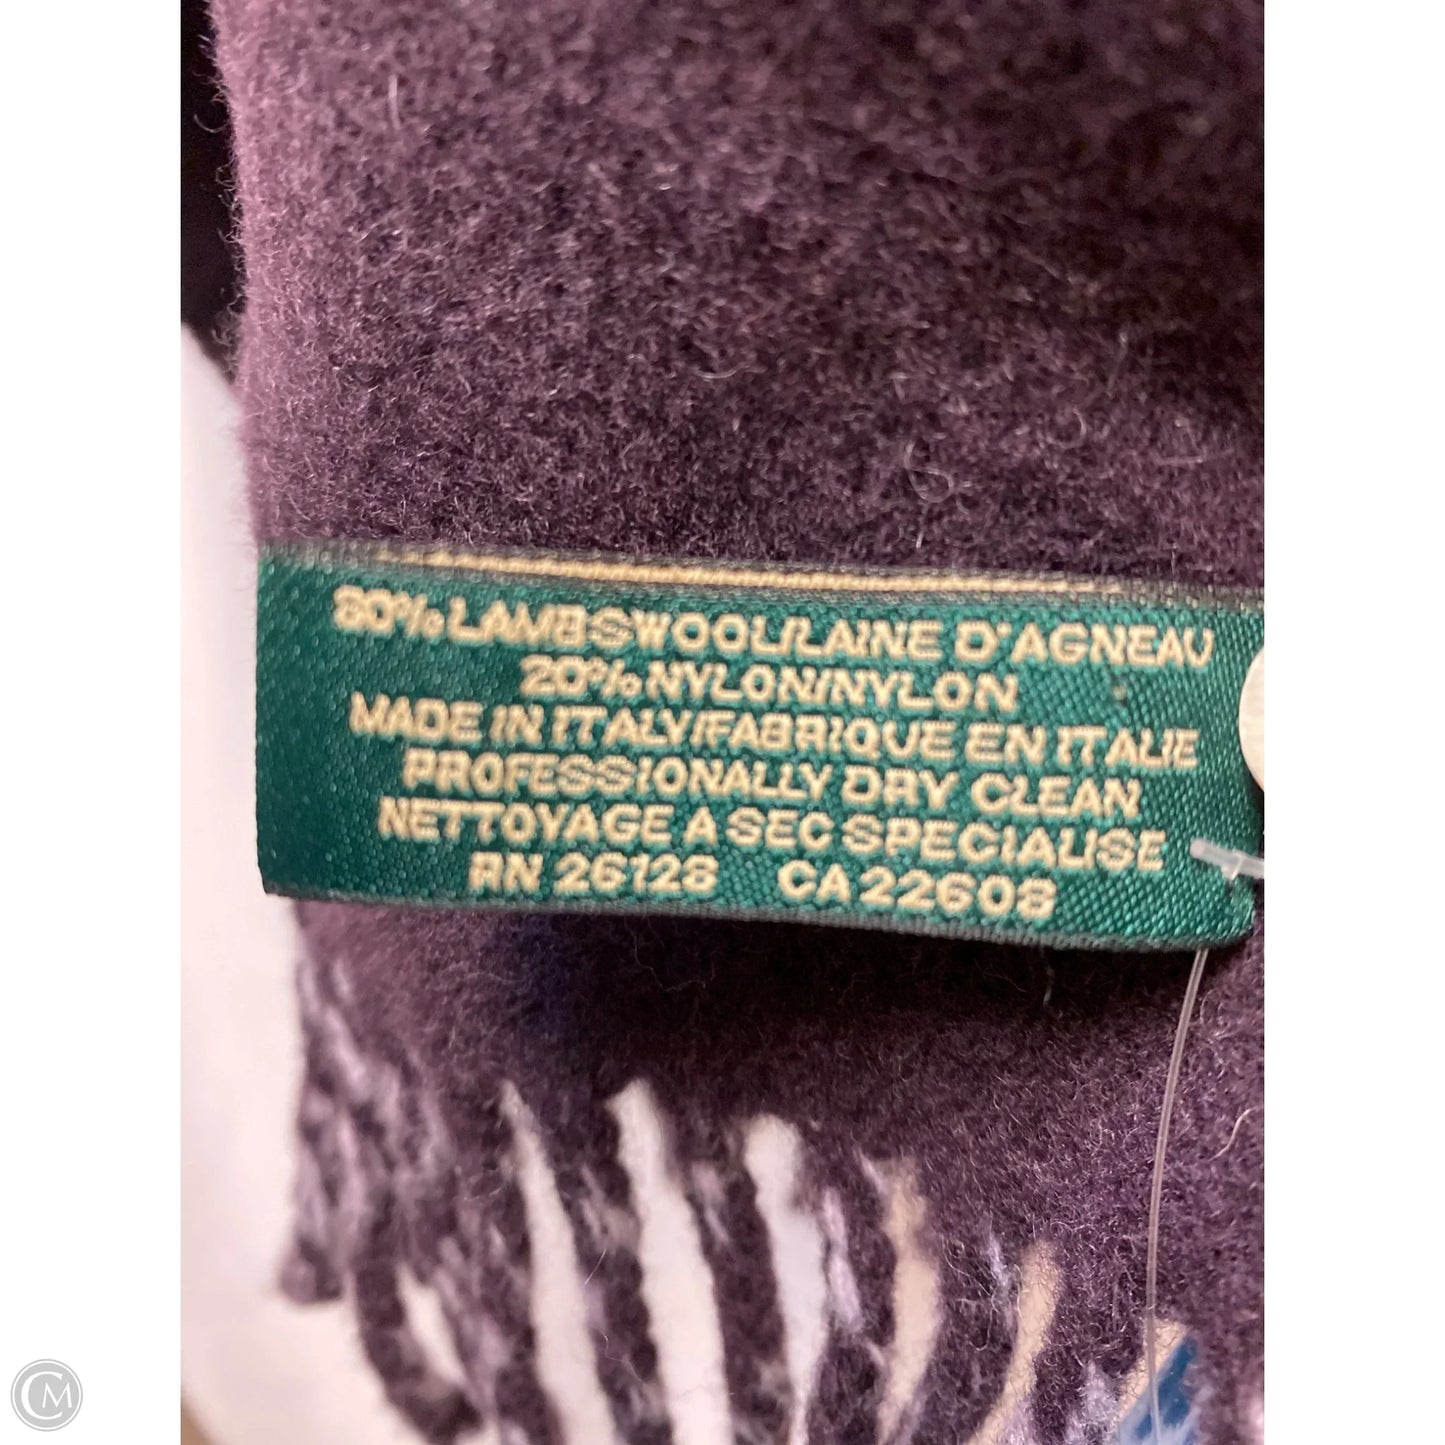 80% LAMBSWOOL/LAINE D'AGNEAU
20% NYLON/NYLON
MADE IN ITALY/FABRIQUE EN ITALIE
PROFESSIONALLY DRY CLEAN
NETTOYAGE A SEC SPECIALISE
RN 26128 CA 22608
CM